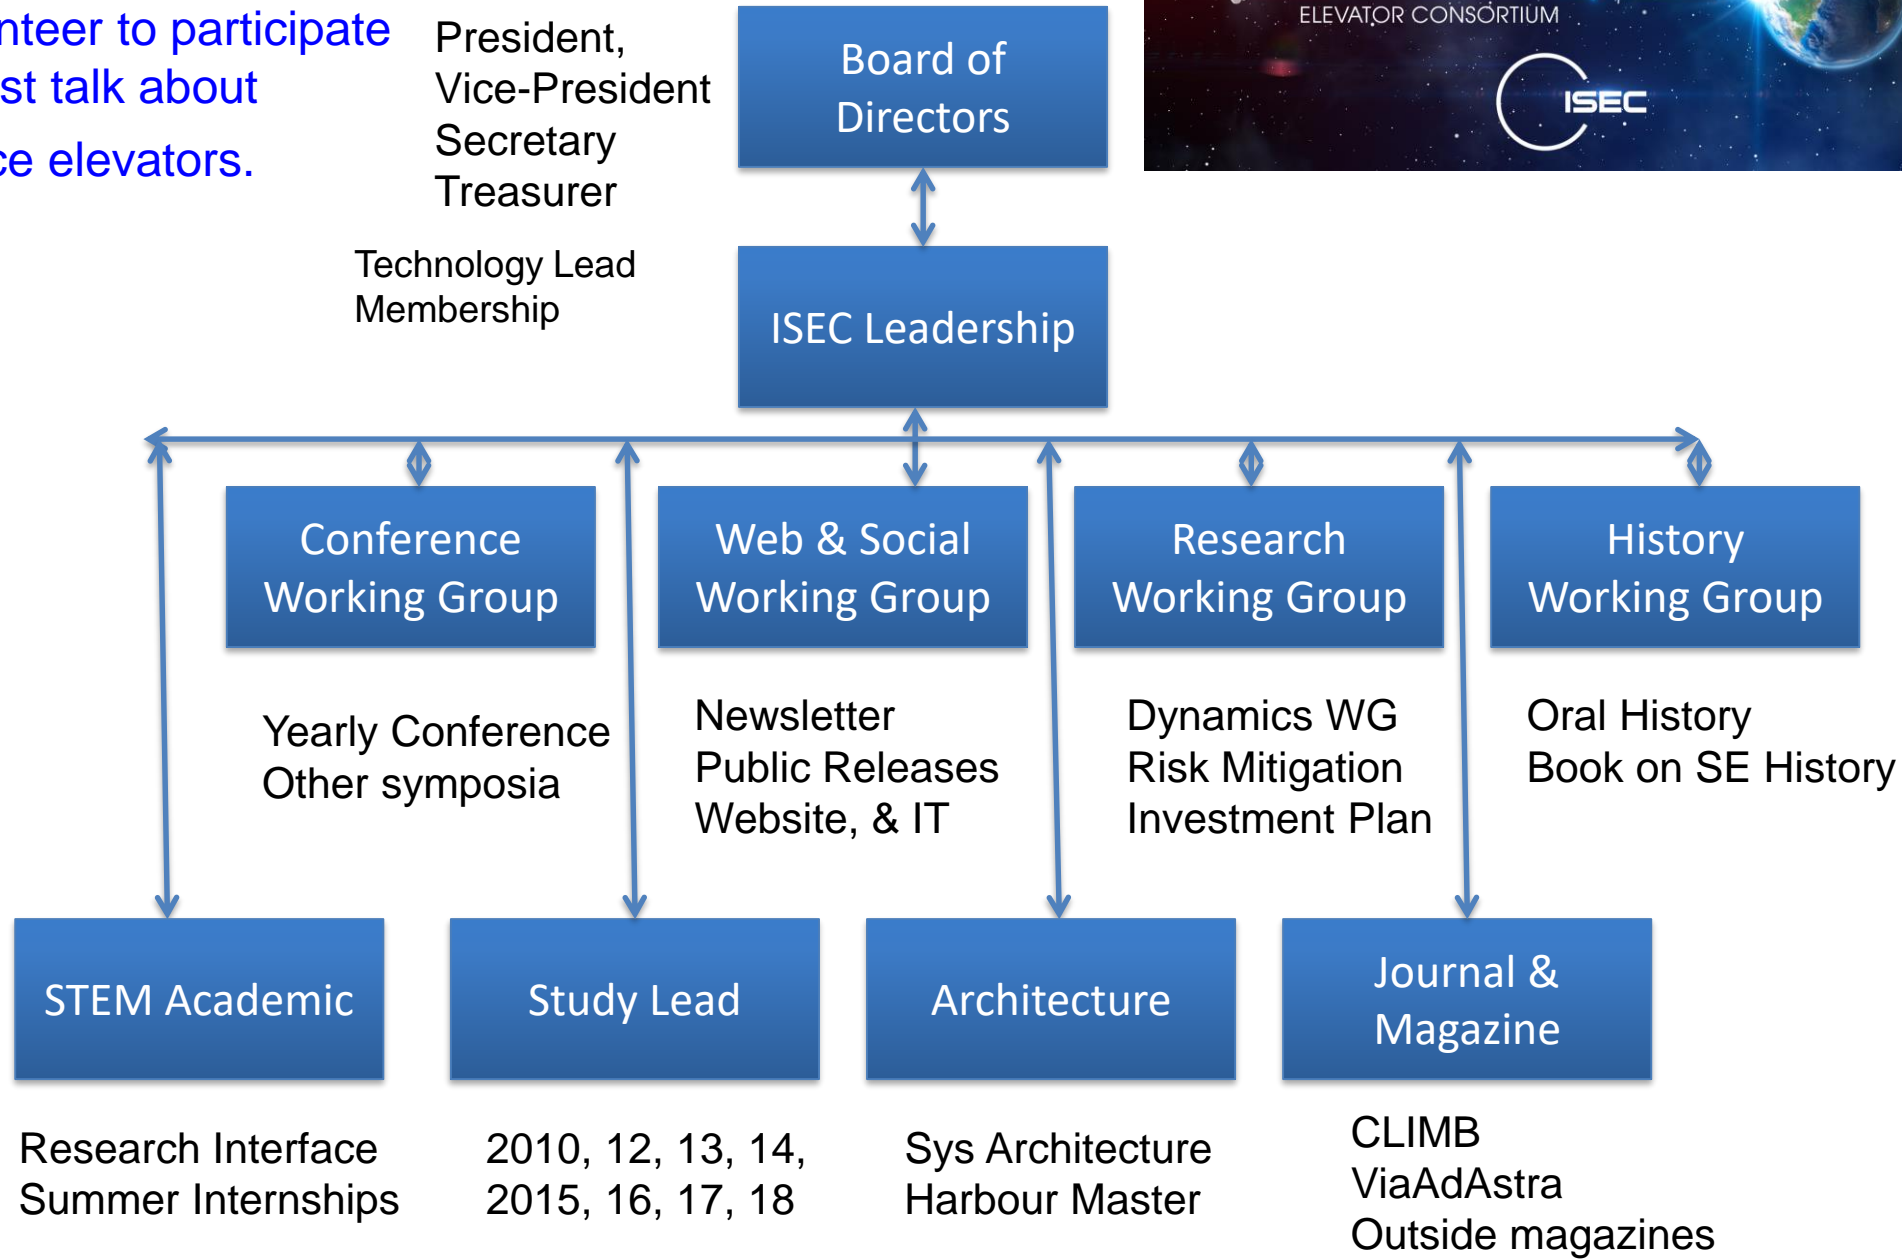 nteer to participate
st talk about
ce elevators.
President,
Vice-President
Secretary
Treasurer
Technology Lead
Membership
Board of
Directors
ELEVATOR CONSORTIUM
ISEC
ISEC Leadership
Conference
Working Group
Web & Social
Working Group
Research
Working Group
History
Working Group
Yearly Conference
Other symposia
Newsletter
Public Releases
Website, & IT
Dynamics WG
Risk Mitigation
Investment Plan
Oral History
Book on SE History
STEM Academic
Study Lead
Architecture
Journal &
Magazine
Research Interface
Summer Internships
2010, 12, 13, 14,
2015, 16, 17, 18
Sys Architecture
Harbour Master
CLIMB
ViaAdAstra
Outside magazines